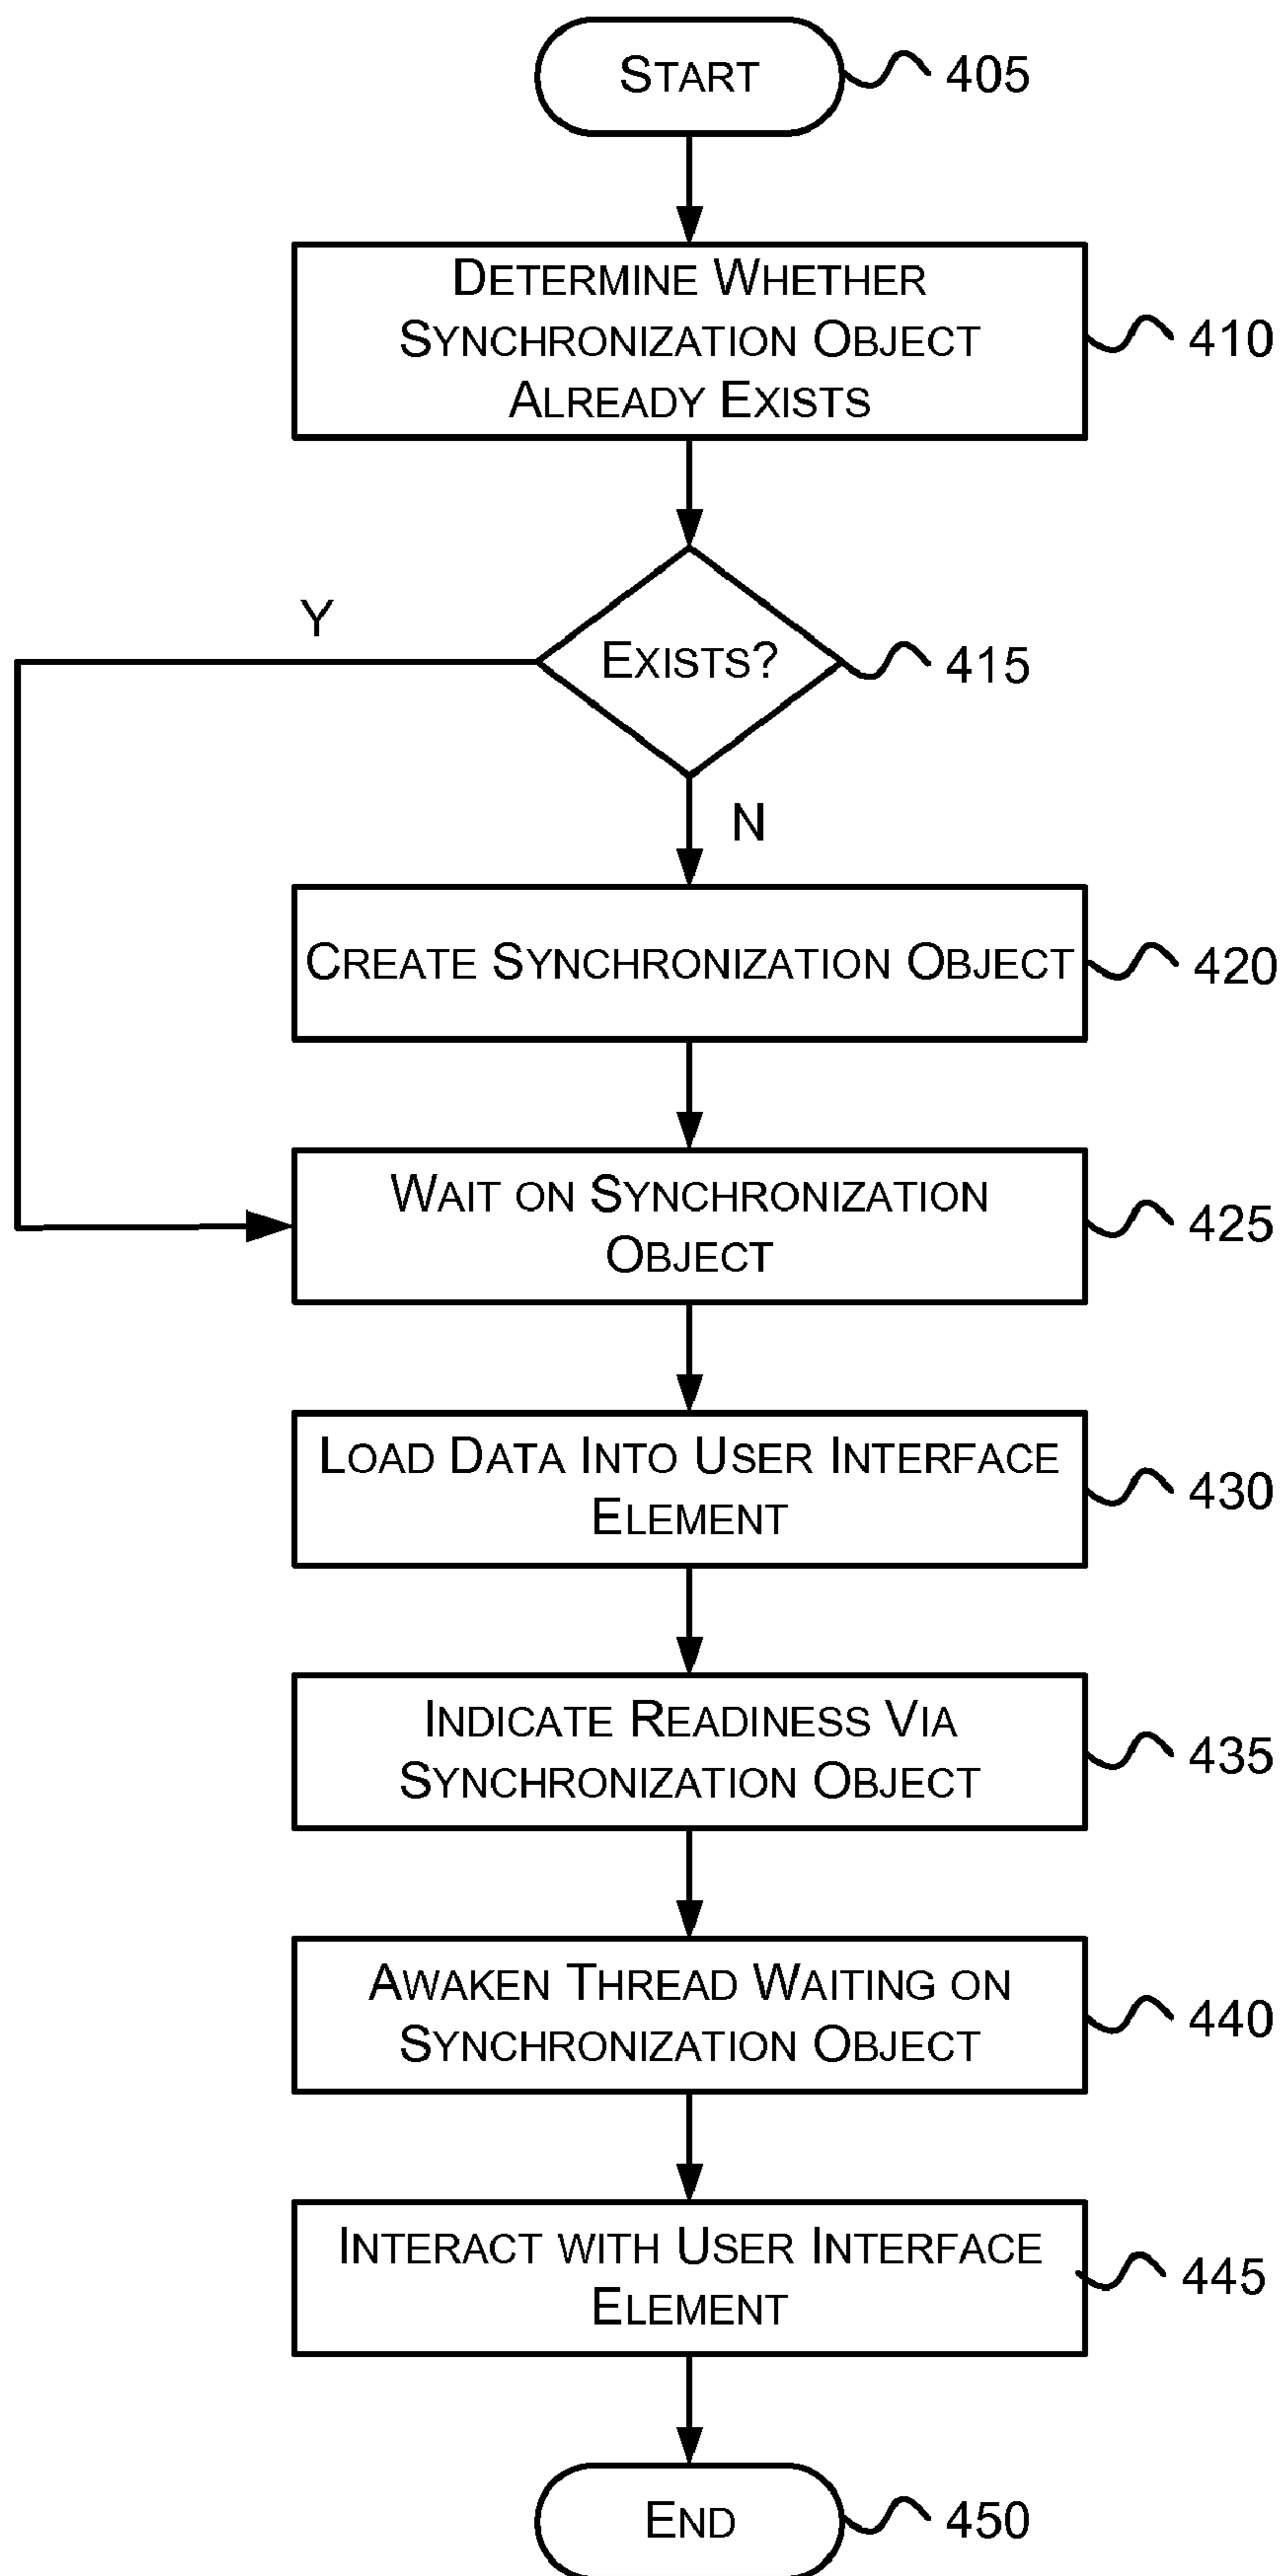 START
405
DETERMINE WHETHER
SYNCHRONIZATION OBJECT
ALREADY EXISTS
410
Y
EXISTS?
415
N
CREATE SYNCHRONIZATION OBJECT
420
WAIT ON SYNCHRONIZATION
OBJECT
425
LOAD DATA INTO USER INTERFACE
ELEMENT
430
INDICATE READINESS VIA
SYNCHRONIZATION OBJECT
435
AWAKEN THREAD WAITING ON
SYNCHRONIZATION OBJECT
440
INTERACT WITH USER INTERFACE
ELEMENT
445
END
450